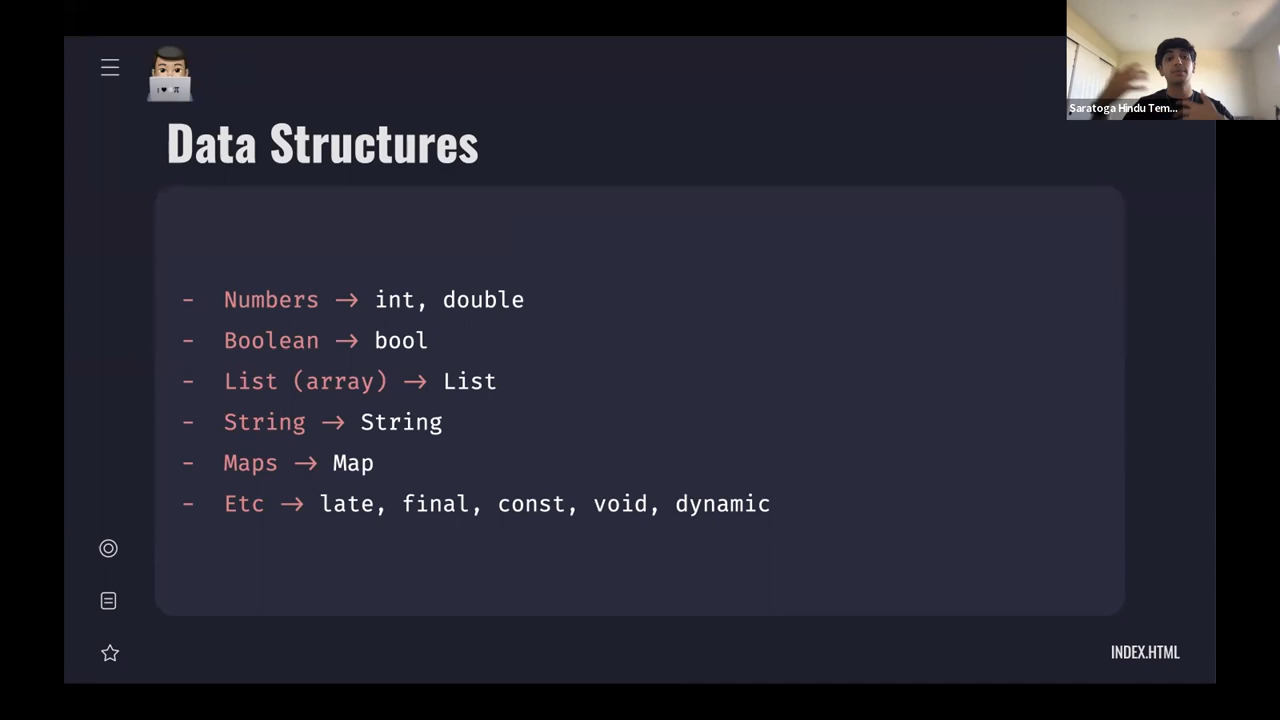 Saratoga Hindu Tem...
Data Structures
- Numbers → int, double
- Boolean → bool
- List (array) → List
- String → String
- Maps → Map
- Etc → late, final, const, void, dynamic
INDEX.HTML